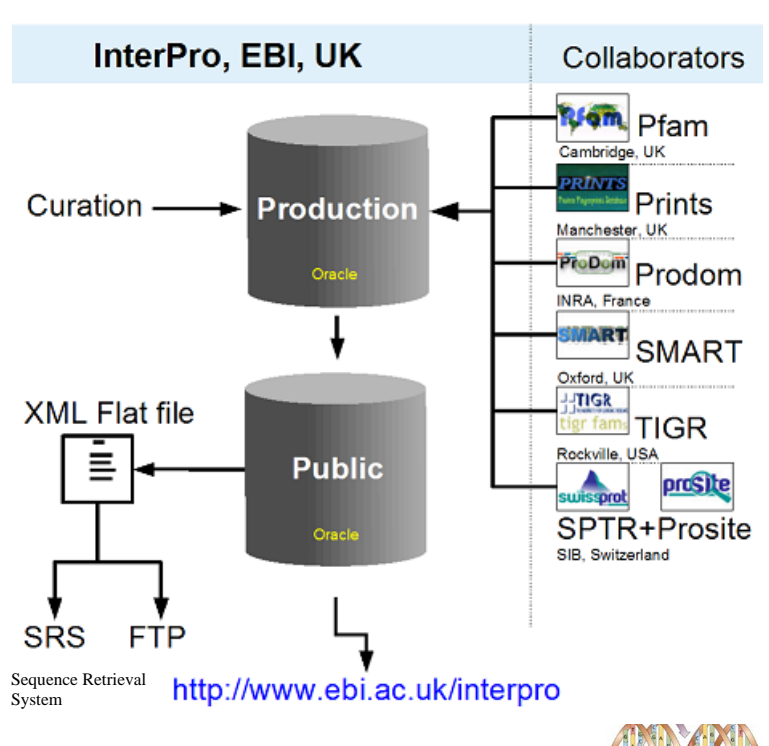 InterPro, EBI, UK
Collaborators
Pfam
Pfam
Cambridge, UK
Curation
Production
Oracle
PRINTS
Prints
Manchester, UK
ProDom
Prodom
INRA, France
SMART
SMART
Oxford, UK
XML Flat file
Public
Oracle
TIGR
tigr fams
TIGR
Rockville, USA
swissprot
prosite
SPTR+Prosite
SIB, Switzerland
SRS
FTP
Sequence Retrieval
System
http://www.ebi.ac.uk/interpro